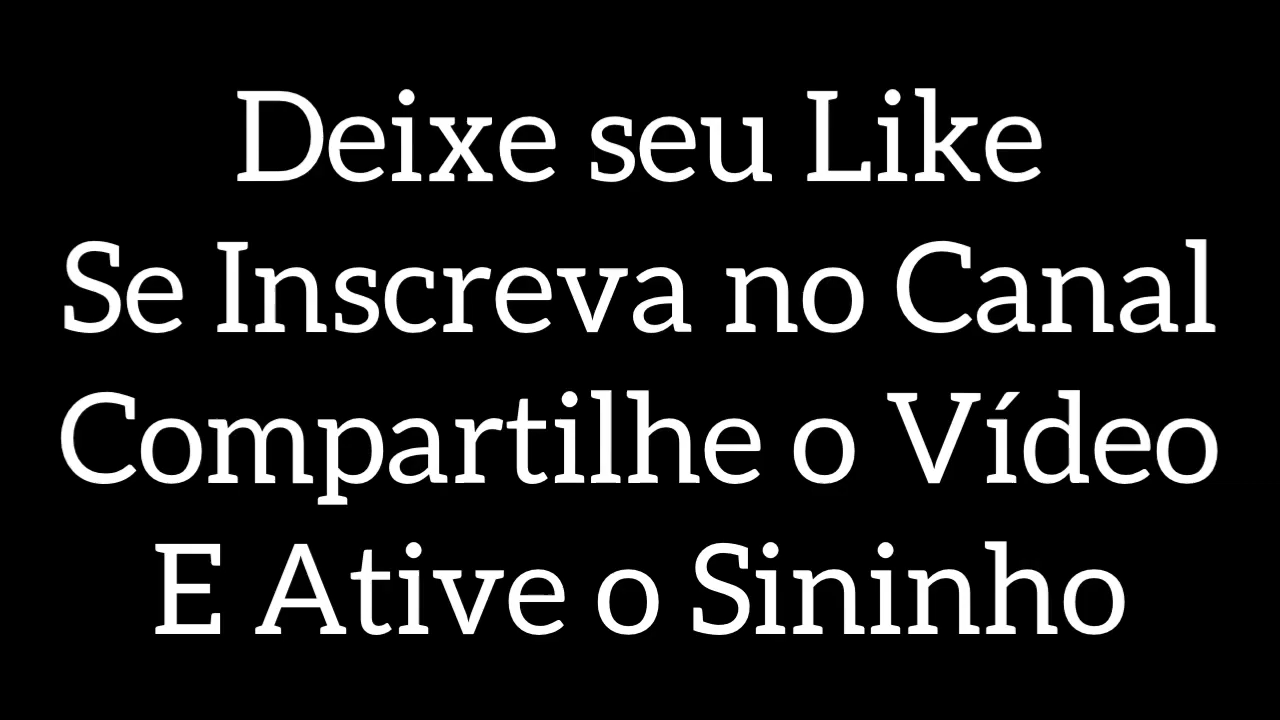 Deixe seu Like
Se Inscreva no Canal
Compartilhe o Vídeo
E Ative o Sininho